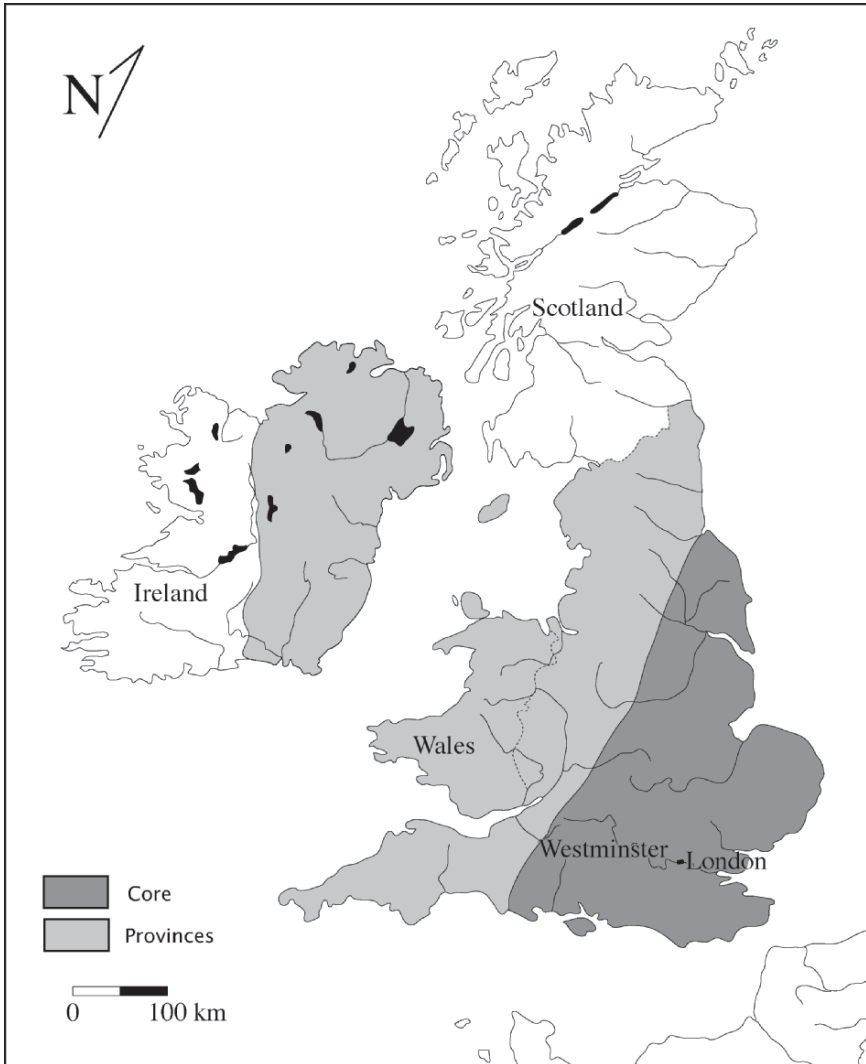 N
Scotland
Ireland
Wales
Westminster
London
Core
Provinces
0 100 km